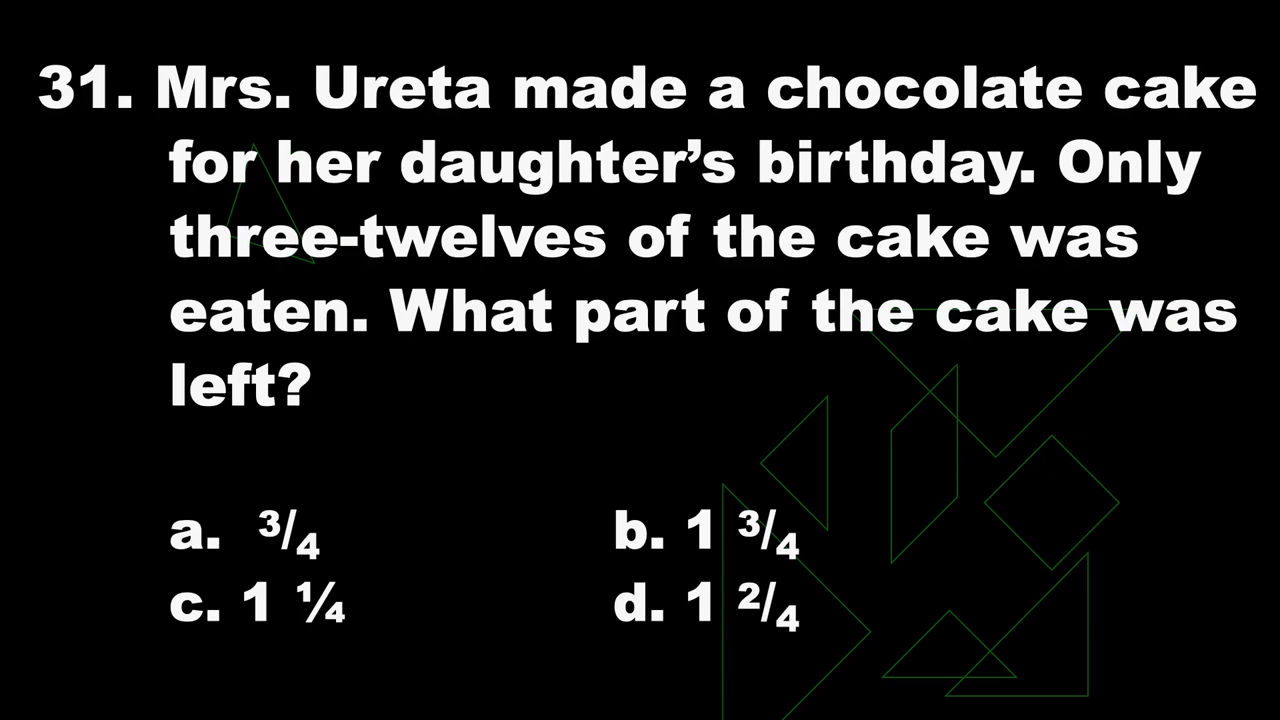 31. Mrs. Ureta made a chocolate cake
for her daughter’s birthday. Only
three-twelves of the cake was
eaten. What part of the cake was
left?
a. ³/₄ b. 1 ³/₄
c. 1 ¼ d. 1 ²/₄